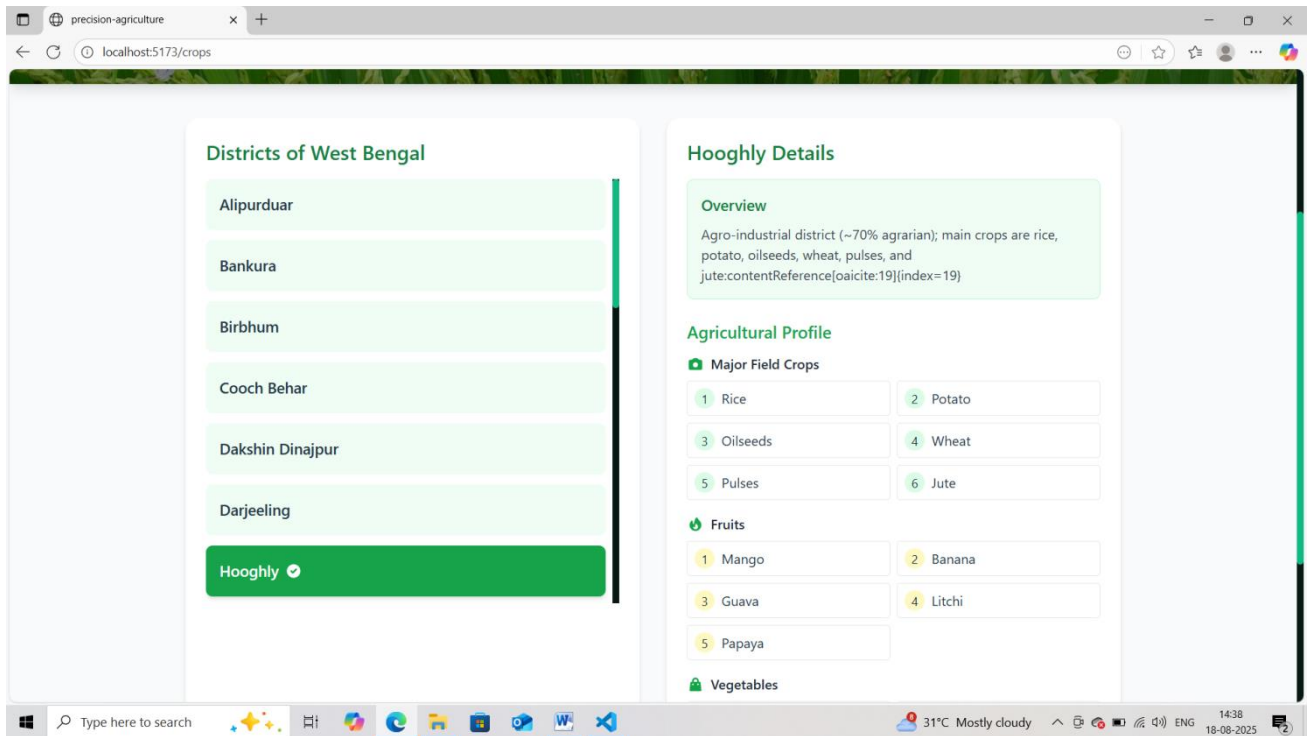 precision-agriculture
localhost:5173/crops
Districts of West Bengal
Alipurduar
Bankura
Birbhum
Cooch Behar
Dakshin Dinajpur
Darjeeling
Hooghly
Hooghly Details
Overview
Agro-industrial district (~70% agrarian); main crops are rice,
potato, oilseeds, wheat, pulses, and
jute:contentReference[oaicite:19]{index=19}
Agricultural Profile
Major Field Crops
1 Rice
2 Potato
3 Oilseeds
4 Wheat
5 Pulses
6 Jute
Fruits
1 Mango
2 Banana
3 Guava
4 Litchi
5 Papaya
Vegetables
Type here to search
31°C Mostly cloudy
ENG
14:38
18-08-2025
2